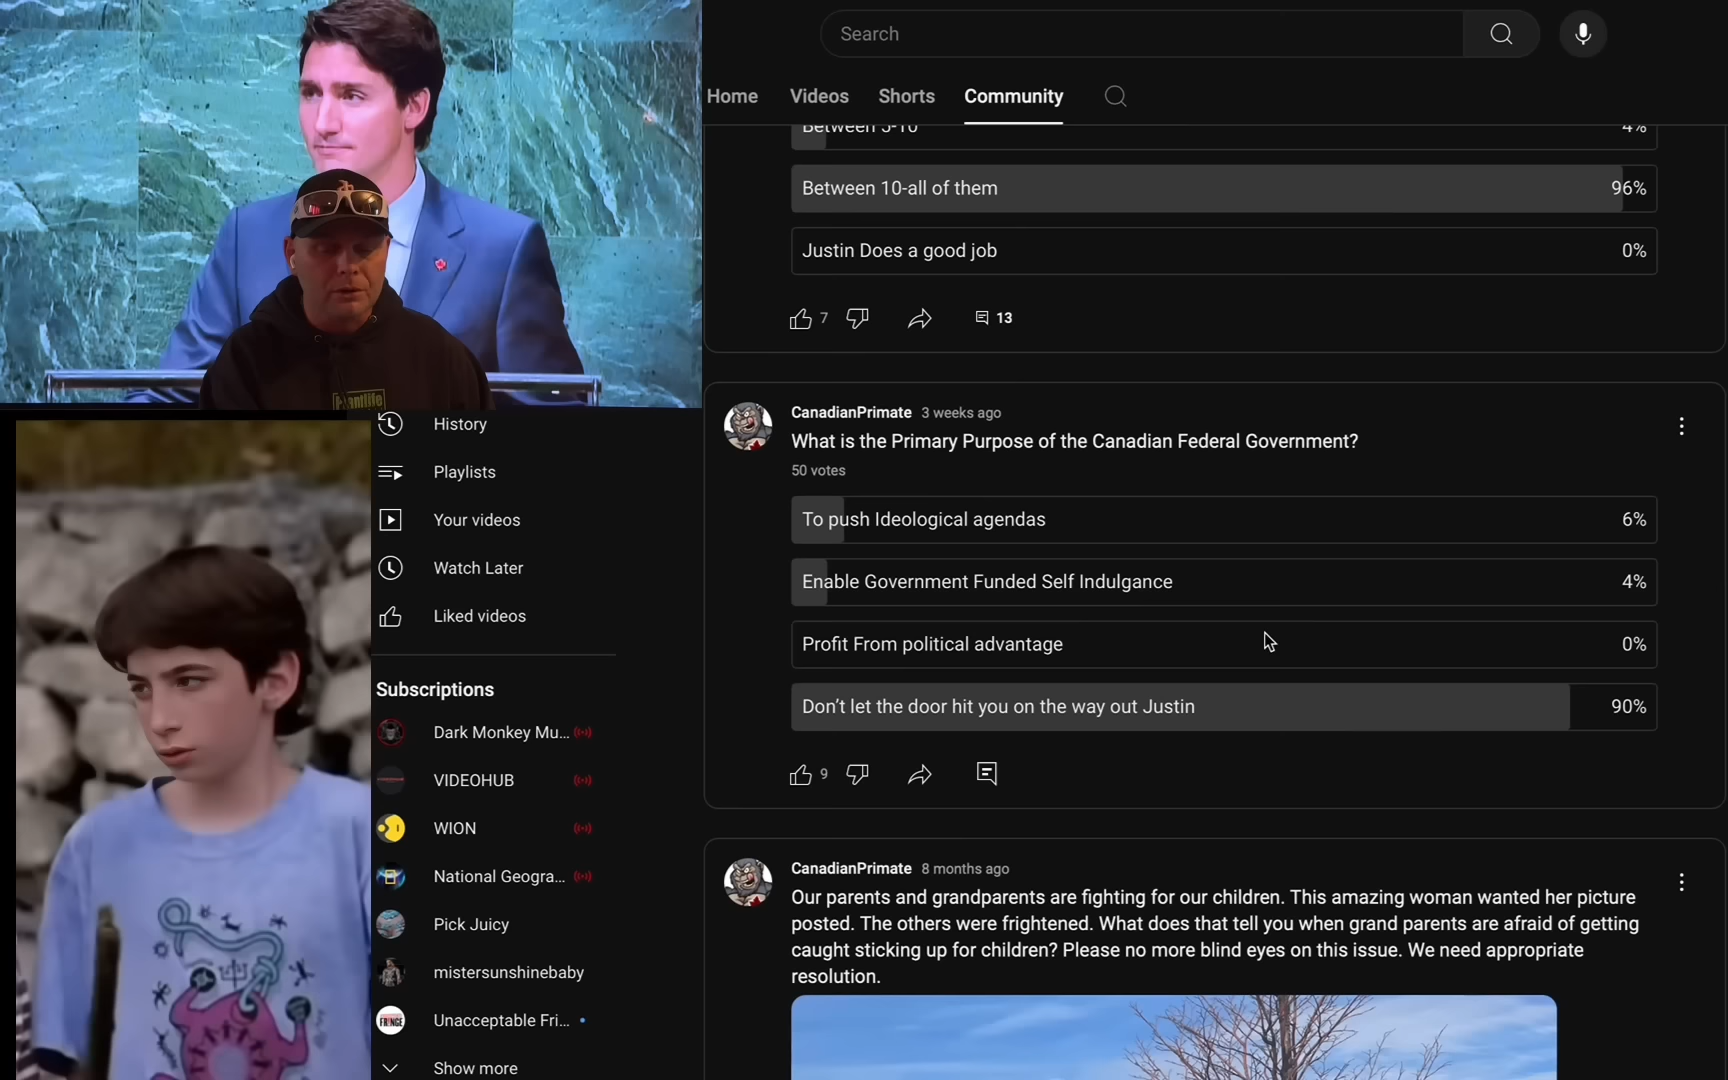 Search
Home Videos Shorts Community
Between 5-10 4%
Between 10-all of them 96%
Justin Does a good job 0%
7 13
CanadianPrimate 3 weeks ago
What is the Primary Purpose of the Canadian Federal Government?
50 votes
To push Ideological agendas 6%
Enable Government Funded Self Indulgance 4%
Profit From political advantage 0%
Don’t let the door hit you on the way out Justin 90%
9
CanadianPrimate 8 months ago
Our parents and grandparents are fighting for our children. This amazing woman wanted her picture
posted. The others were frightened. What does that tell you when grand parents are afraid of getting
caught sticking up for children? Please no more blind eyes on this issue. We need appropriate
resolution.
History
Playlists
Your videos
Watch Later
Liked videos
Subscriptions
Dark Monkey Mu...
VIDEOHUB
WION
National Geogra...
Pick Juicy
mistersunshinebaby
FRINGE
Unacceptable Fri...
Show more